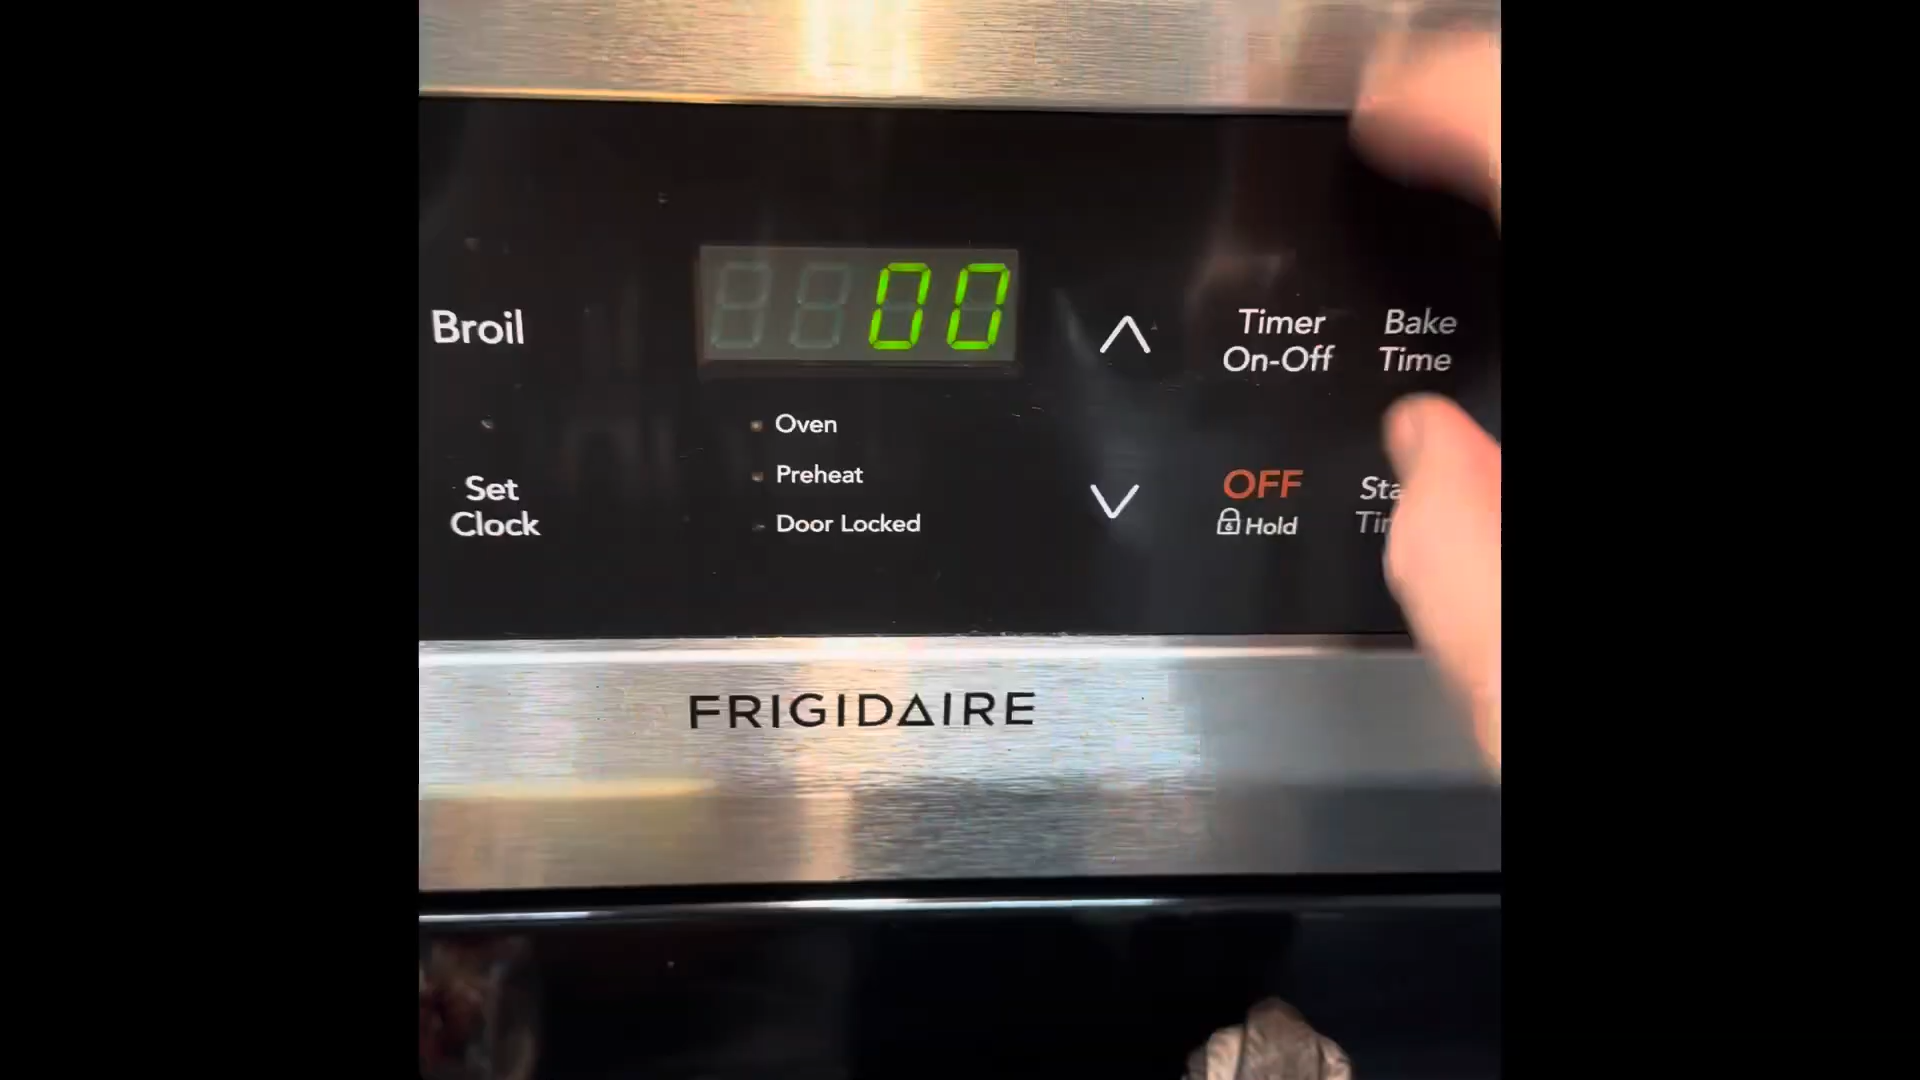 00
Broil
Timer
On-Off
Bake
Time
Oven
Preheat
Door Locked
Set
Clock
OFF
Hold
FRIGIDAIRE